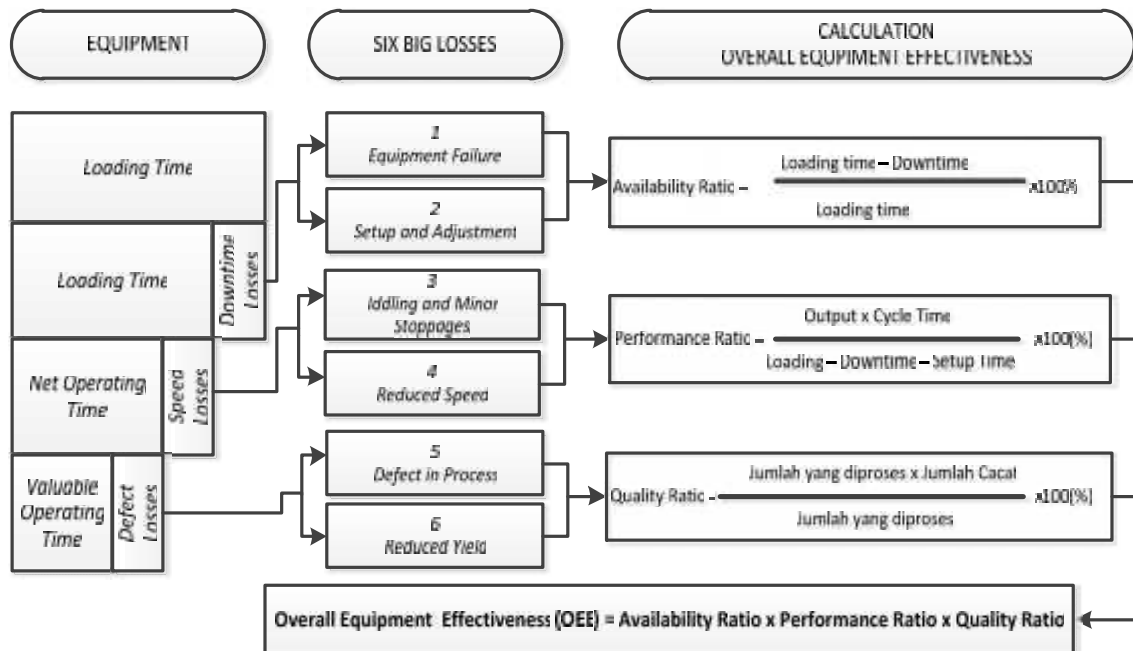 EQUIPMENT
SIX BIG LOSSES
CALCULATION
OVERALL EQUPIMENT EFFECTIVENESS
Loading Time
Loading Time
Downtime
Losses
Net Operating
Time
Speed
Losses
Valuable
Operating
Time
Defect
Losses
1
Equipment Failure
2
Setup and Adjustment
3
Iddling and Minor
Stoppages
4
Reduced Speed
5
Defect in Process
6
Reduced Yield
Loading time – Downtime
Availability Ratio = x100%
Loading time
Output x Cycle Time
Performance Ratio = x100[%]
Loading – Downtime – Setup Time
Jumlah yang diproses x Jumlah Cacat
Quality Ratio = x100[%]
Jumlah yang diproses
Overall Equipment Effectiveness (OEE) = Availability Ratio x Performance Ratio x Quality Ratio